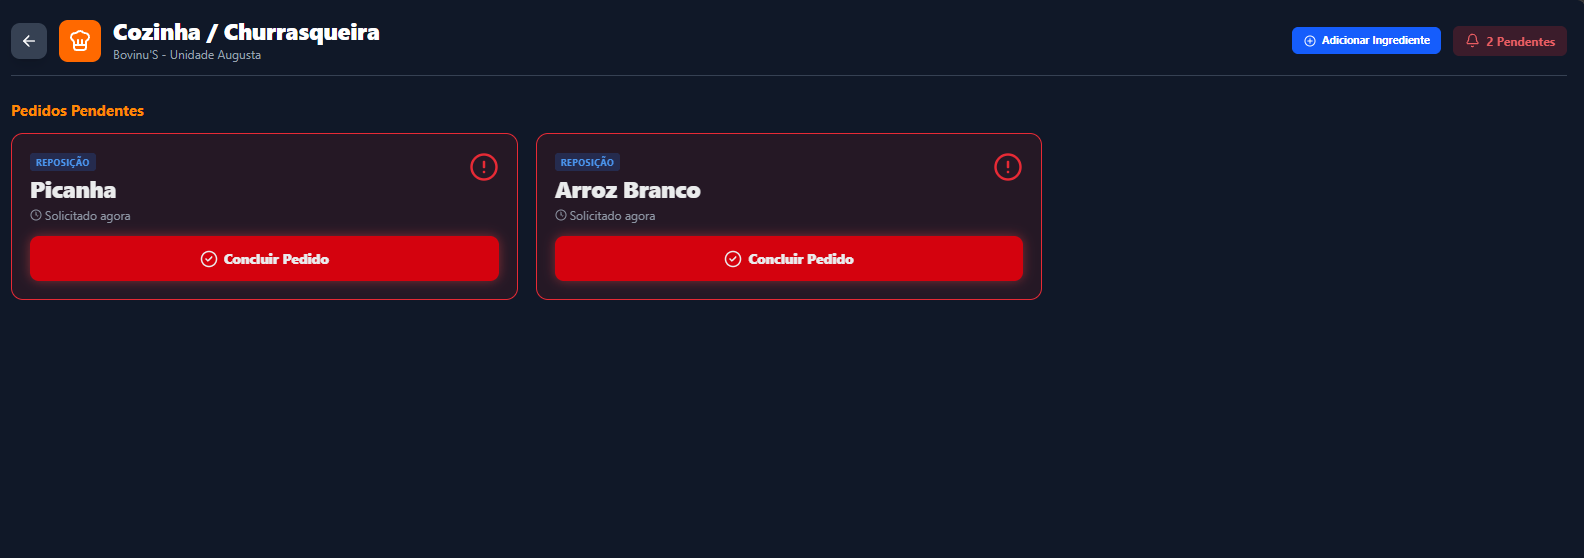 Cozinha / Churrasqueira
Bovinu'S - Unidade Augusta
Adicionar Ingrediente
2 Pendentes
Pedidos Pendentes
REPOSIÇÃO
Picanha
Solicitado agora
Concluir Pedido
REPOSIÇÃO
Arroz Branco
Solicitado agora
Concluir Pedido